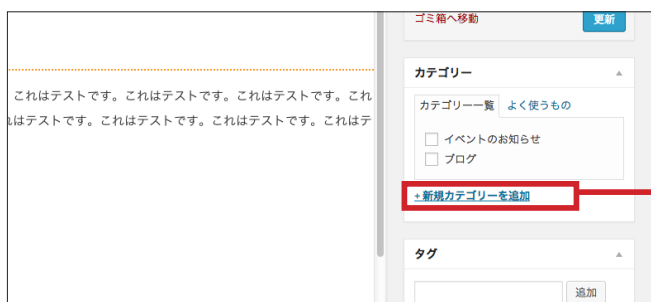 ゴミ箱へ移動
更新
カテゴリー
カテゴリー一覧 よく使うもの
イベントのお知らせ
ブログ
+新規カテゴリーを追加
タグ
追加
これはテストです。これはテストです。これはテストです。これ
はテストです。これはテストです。これはテストです。これはテ